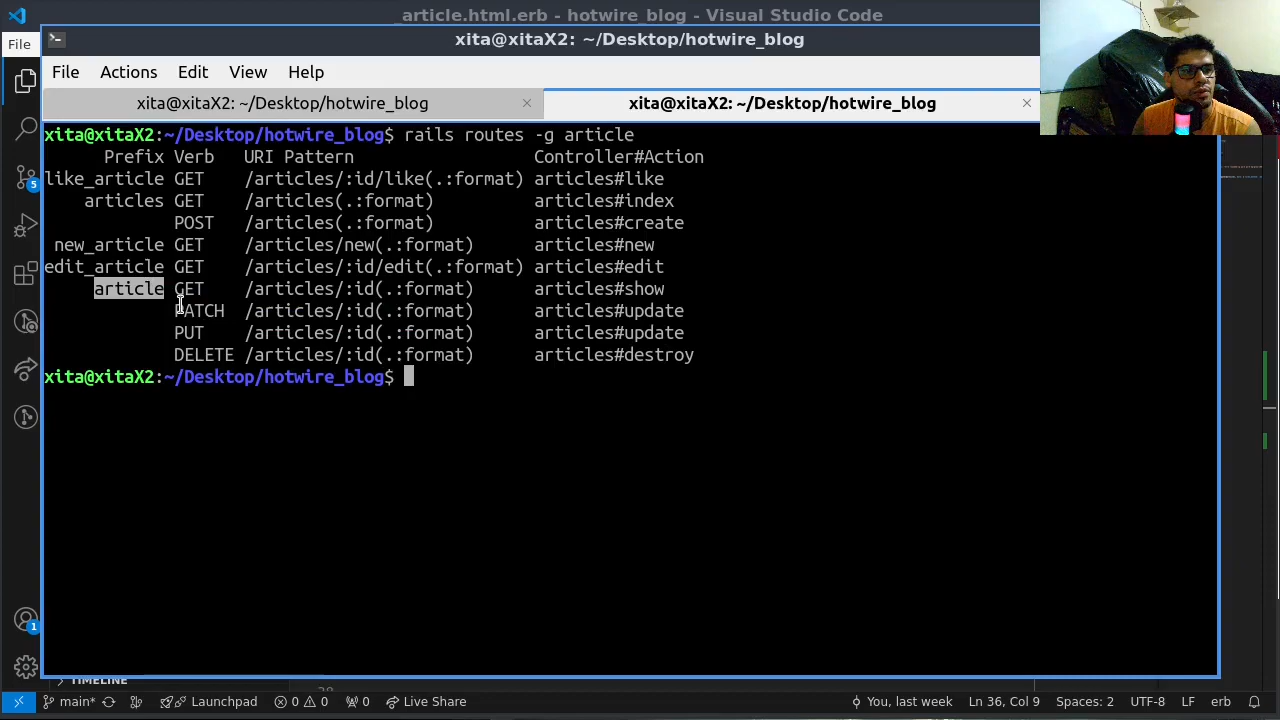 _article.html.erb - hotwire_blog - Visual Studio Code
File
xita@xitaX2: ~/Desktop/hotwire_blog
File Actions Edit View Help
xita@xitaX2: ~/Desktop/hotwire_blog × xita@xitaX2: ~/Desktop/hotwire_blog ×
xita@xitaX2:~/Desktop/hotwire_blog$ rails routes -g article
Prefix Verb URI Pattern Controller#Action
like_article GET /articles/:id/like(.:format) articles#like
articles GET /articles(.:format) articles#index
POST /articles(.:format) articles#create
new_article GET /articles/new(.:format) articles#new
edit_article GET /articles/:id/edit(.:format) articles#edit
article GET /articles/:id(.:format) articles#show
PATCH /articles/:id(.:format) articles#update
PUT /articles/:id(.:format) articles#update
DELETE /articles/:id(.:format) articles#destroy
xita@xitaX2:~/Desktop/hotwire_blog$
5
1
TIMELINE
main* Launchpad 0 0 0 Live Share You, last week Ln 36, Col 9 Spaces: 2 UTF-8 LF erb